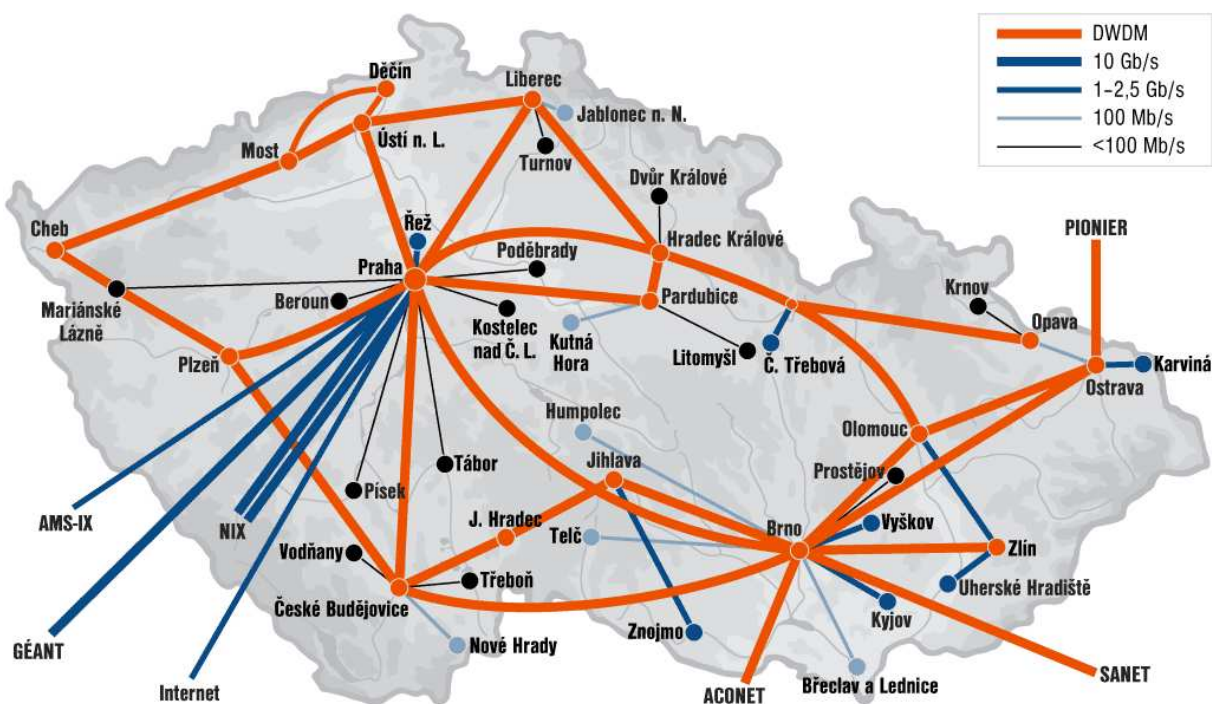 DWDM
10 Gb/s
1–2,5 Gb/s
100 Mb/s
<100 Mb/s
Děčín
Liberec
Jablonec n. N.
Ústí n. L.
Most
Turnov
Dvůr Králové
Cheb
Řež
Hradec Králové
PIONIER
Praha
Poděbrady
Mariánské
Lázně
Beroun
Pardubice
Krnov
Opava
Kostelec
nad Č. L.
Kutná
Hora
Litomyšl
Č. Třebová
Karviná
Ostrava
Plzeň
Humpolec
Olomouc
Jihlava
Prostějov
Tábor
Písek
AMS-IX
NIX
J. Hradec
Telč
Brno
Vyškov
Zlín
Vodňany
Třeboň
Uherské Hradiště
České Budějovice
Kyjov
Znojmo
Nové Hrady
GÉANT
Internet
ACONET
Břeclav a Lednice
SANET